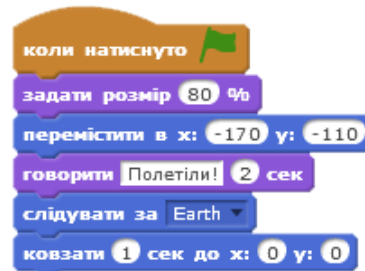 коли натиснуто
задати розмір 80 %
перемістити в x: -170 y: -110
говорити Полетіли! 2 сек
слідувати за Earth
ковзати 1 сек до x: 0 y: 0